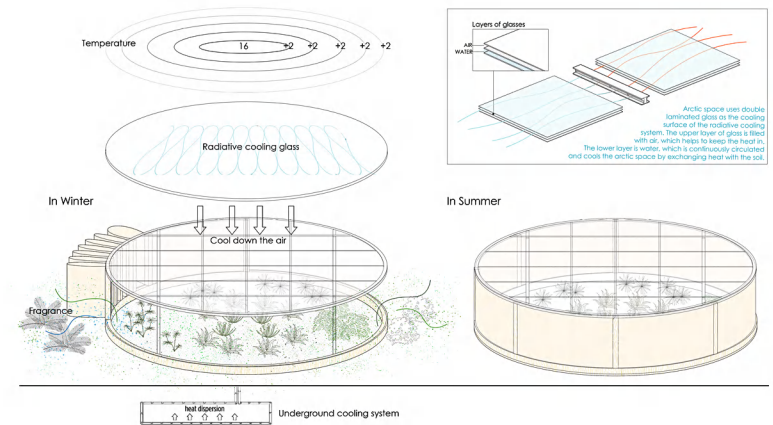 Temperature
16 +2 +2 +2 +2 +2
Radiative cooling glass
Layers of glasses
AIR
WATER
Arctic space uses double
laminated glass as the cooling
surface of the radiative cooling
system. The upper layer of glass is filled
with air, which helps to keep the heat in.
The lower layer is water, which is continuously circulated
and cools the arctic space by exchanging heat with the soil.
In Winter
Cool down the air
Fragrance
In Summer
heat dispersion
Underground cooling system